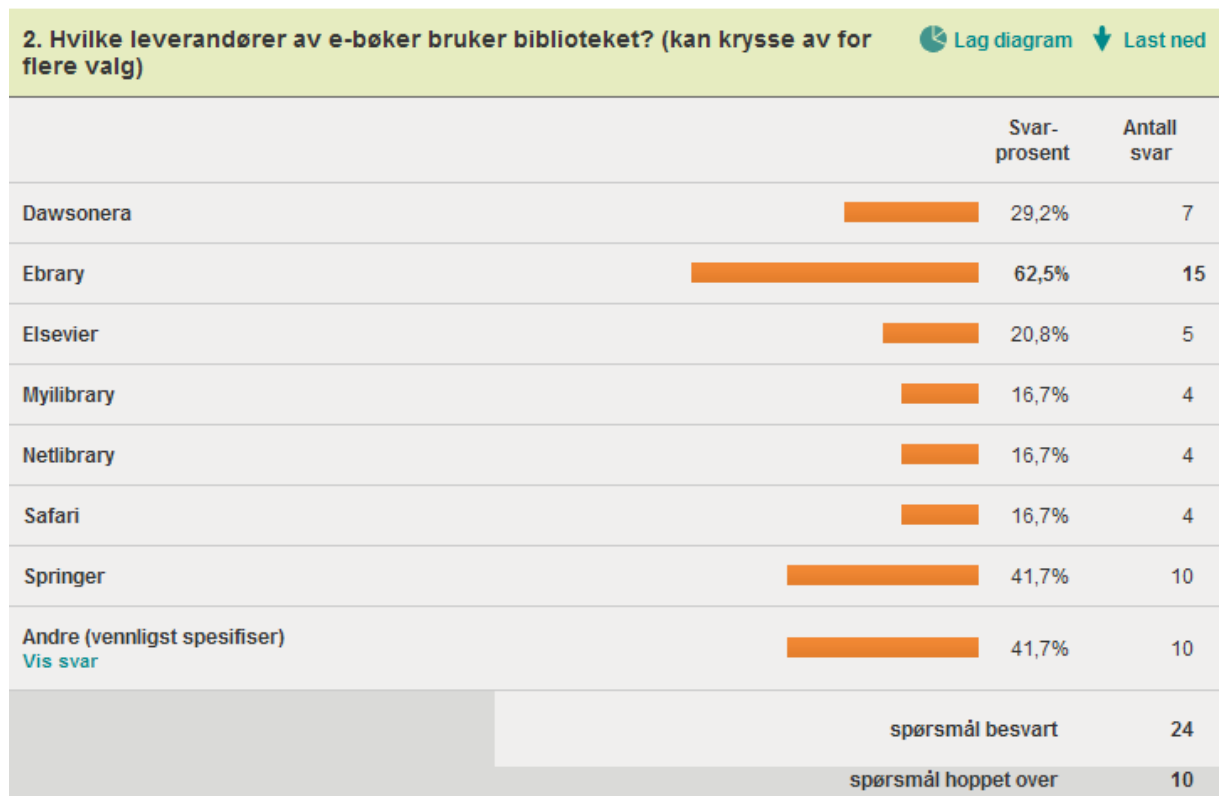 2. Hvilke leverandører av e-bøker bruker biblioteket? (kan krysse av for
flere valg)
Lag diagram
Last ned
Svar-
prosent
Antall
svar
Dawsonera 29,2% 7
Ebrary 62,5% 15
Elsevier 20,8% 5
Myilibrary 16,7% 4
Netlibrary 16,7% 4
Safari 16,7% 4
Springer 41,7% 10
Andre (vennligst spesifiser) 41,7% 10
Vis svar
spørsmål besvart 24
spørsmål hoppet over 10